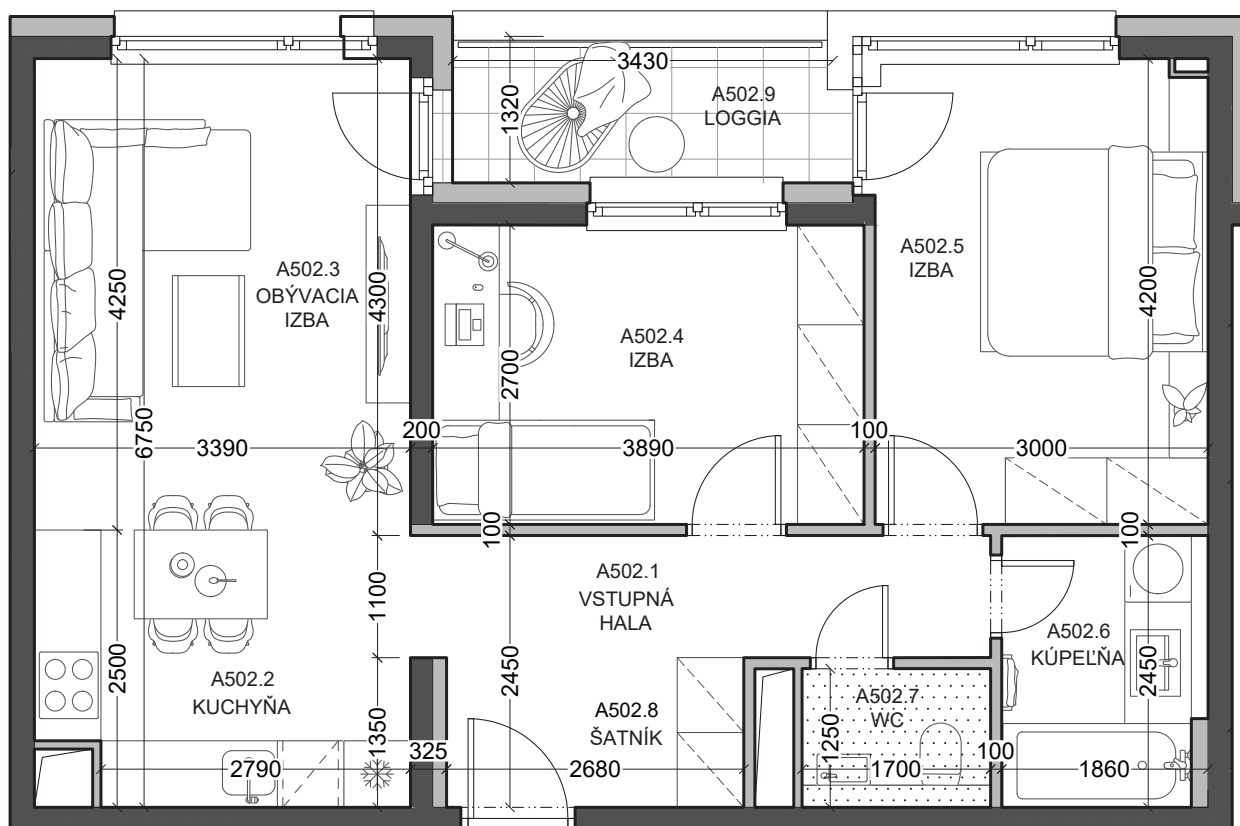 3430
A502.9
LOGGIA
1320
A502.3
OBÝVACIA
IZBA
4250
6750
4300
A502.4
IZBA
2700
A502.5
IZBA
4200
3390
200
3890
100
3000
100
100
A502.1
VSTUPNÁ
HALA
1100
2450
A502.6
KÚPEĽŇA
2450
2500
A502.2
KUCHYŇA
1350
A502.8
ŠATNÍK
A502.7
WC
1250
2790
325
2680
1700
100
1860